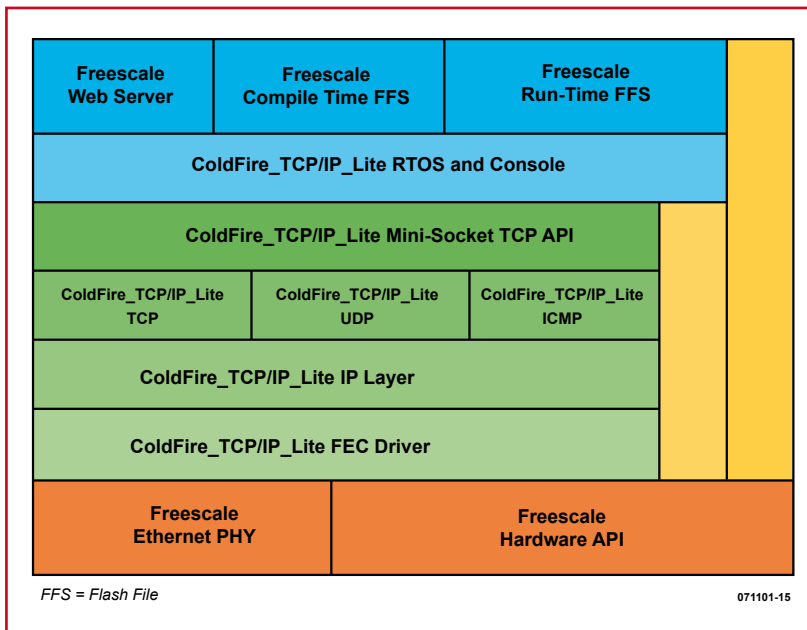 Freescale
Web Server
Freescale
Compile Time FFS
Freescale
Run-Time FFS
ColdFire_TCP/IP_Lite RTOS and Console
ColdFire_TCP/IP_Lite Mini-Socket TCP API
ColdFire_TCP/IP_Lite
TCP
ColdFire_TCP/IP_Lite
UDP
ColdFire_TCP/IP_Lite
ICMP
ColdFire_TCP/IP_Lite IP Layer
ColdFire_TCP/IP_Lite FEC Driver
Freescale
Ethernet PHY
Freescale
Hardware API
FFS = Flash File
071101-15